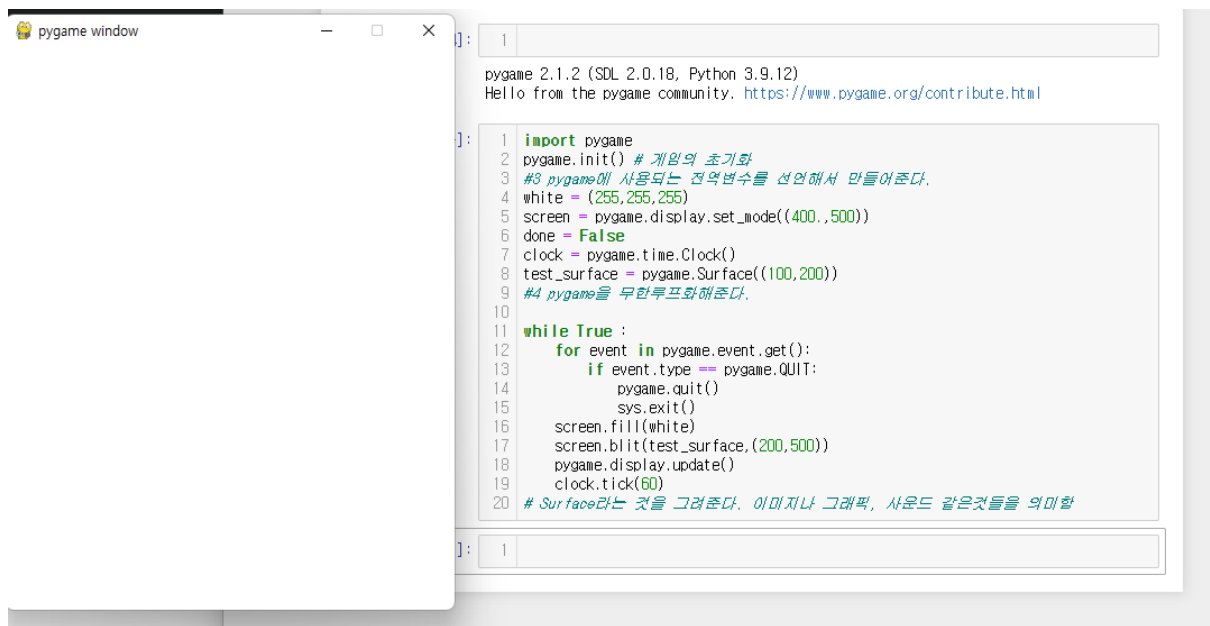 pygame window
]:
1
pygame 2.1.2 (SDL 2.0.18, Python 3.9.12)
Hello from the pygame community. https://www.pygame.org/contribute.html
]:
1 import pygame
2 pygame.init() # 게임의 초기화
3 #3 pygame에 사용되는 전역변수를 선언해서 만들어준다.
4 white = (255,255,255)
5 screen = pygame.display.set_mode((400.,500))
6 done = False
7 clock = pygame.time.Clock()
8 test_surface = pygame.Surface((100,200))
9 #4 pygame을 무한루프화해준다.
10
11 while True :
12 for event in pygame.event.get():
13 if event.type == pygame.QUIT:
14 pygame.quit()
15 sys.exit()
16 screen.fill(white)
17 screen.blit(test_surface,(200,500))
18 pygame.display.update()
19 clock.tick(60)
20 # Surface라는 것을 그려준다. 이미지나 그래픽, 사운드 같은것들을 의미함
]:
1